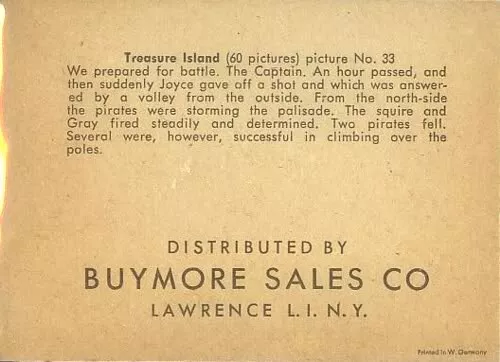 Treasure Island (60 pictures) picture No. 33
We prepared for battle. The Captain. An hour passed, and
then suddenly Joyce gave off a shot and which was answer-
ed by a volley from the outside. From the north-side
the pirates were storming the palisade. The squire and
Gray fired steadily and determined. Two pirates fell.
Several were, however, successful in climbing over the
poles.
DISTRIBUTED BY
BUYMORE SALES CO
LAWRENCE L. I. N. Y.
Printed in W. Germany